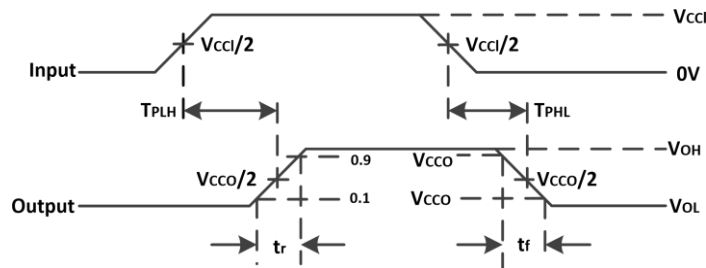 VCCI
VCCI/2
VCCI/2
Input
0V
TPLH
TPHL
VOH
0.9
VCCO
VCCO/2
VCCO/2
0.1
VCCO
Output
VOL
tr
tf